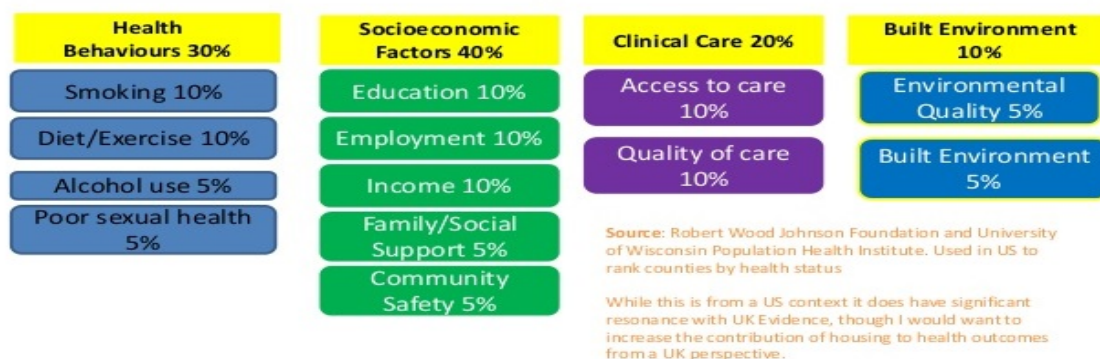 Health
Behaviours 30%
Smoking 10%
Diet/Exercise 10%
Alcohol use 5%
Poor sexual health
5%
Socioeconomic
Factors 40%
Education 10%
Employment 10%
Income 10%
Family/Social
Support 5%
Community
Safety 5%
Clinical Care 20%
Access to care
10%
Quality of care
10%
Built Environment
10%
Environmental
Quality 5%
Built Environment
5%
Source: Robert Wood Johnson Foundation and University
of Wisconsin Population Health Institute. Used in US to
rank counties by health status
While this is from a US context it does have significant
resonance with UK Evidence, though I would want to
increase the contribution of housing to health outcomes
from a UK perspective.